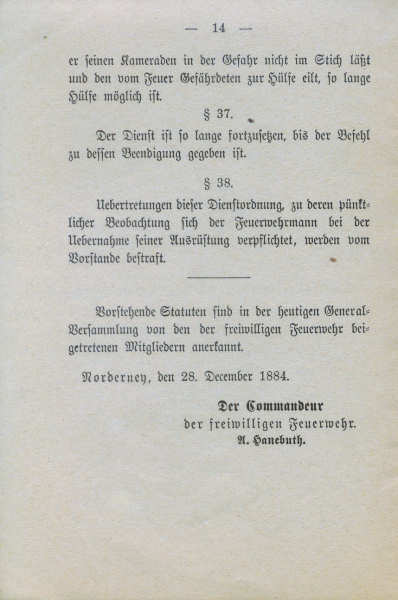 — 14 —
er seinen Kameraden in der Gefahr nicht im Stich läßt
und den vom Feuer Gefährdeten zur Hülfe eilt, so lange
Hülfe möglich ist.
§ 37.
Der Dienst ist so lange fortzusetzen, bis der Befehl
zu dessen Beendigung gegeben ist.
§ 38.
Uebertretungen dieser Dienstordnung, zu deren pünkt-
licher Beobachtung sich der Feuerwehrmann bei der
Uebernahme seiner Ausrüstung verpflichtet, werden vom
Vorstande bestraft.
Vorstehende Statuten sind in der heutigen General-
Versammlung von den der freiwilligen Feuerwehr bei-
getretenen Mitgliedern anerkannt.
Norderney, den 28. December 1884.
Der Commandeur
der freiwilligen Feuerwehr.
A. Hanebuth.